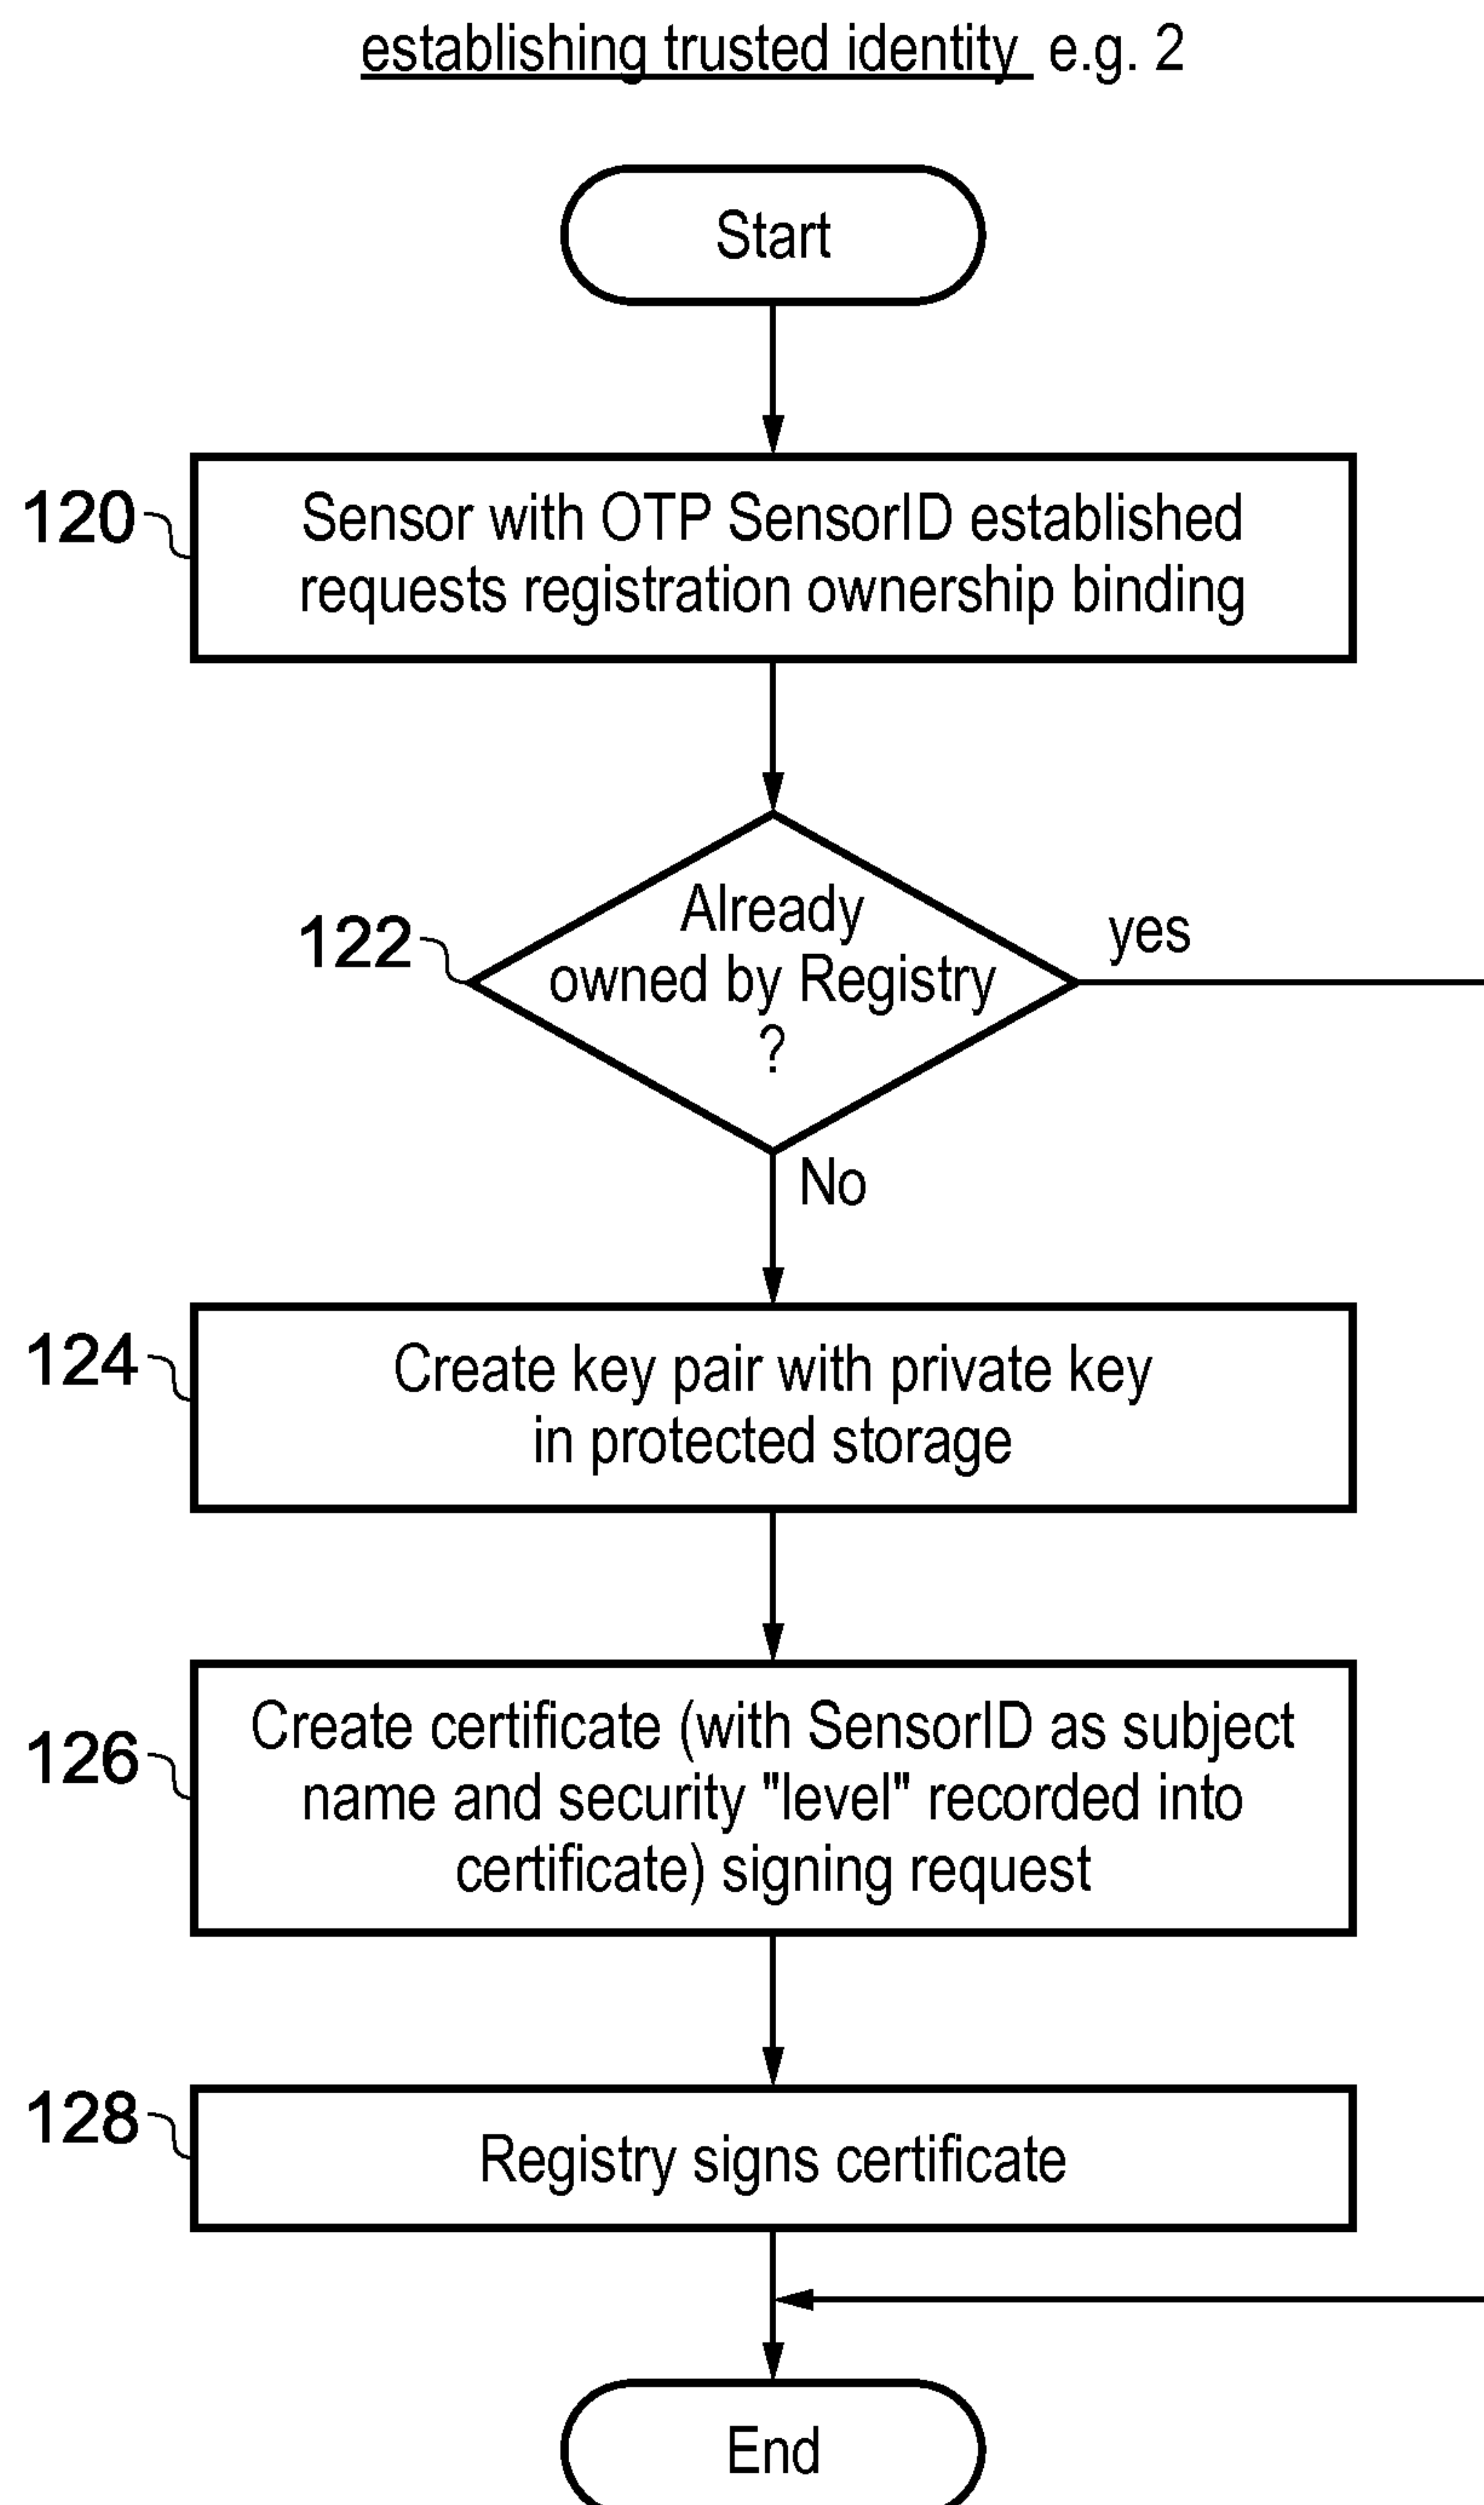 establishing trusted identity e.g. 2
Start
120
Sensor with OTP SensorID established
requests registration ownership binding
122
Already
owned by Registry
?
yes
No
124
Create key pair with private key
in protected storage
126
Create certificate (with SensorID as subject
name and security "level" recorded into
certificate) signing request
128
Registry signs certificate
End